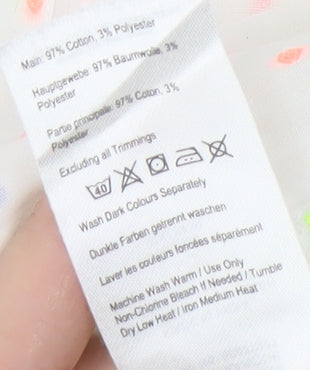 Main: 97% Cotton, 3% Polyester
Hauptgewebe: 97% Baumwolle, 3%
Polyester
Partie principale: 97% Coton, 3%
Polyester
Excluding all Trimmings
40
Wash Dark Colours Separately
Dunkle Farben getrennt waschen
Laver les couleurs foncées séparément
Machine Wash Warm / Use Only
Non-Chlorine Bleach If Needed / Tumble
Dry Low Heat / Iron Medium Heat